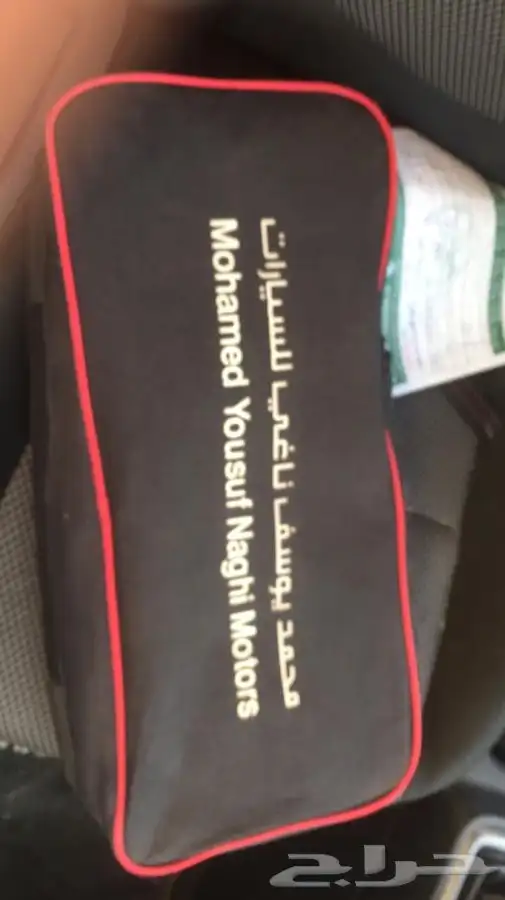 محمد يوسف ناغي للسيارات
Mohamed Yousuf Naghi Motors
حراج